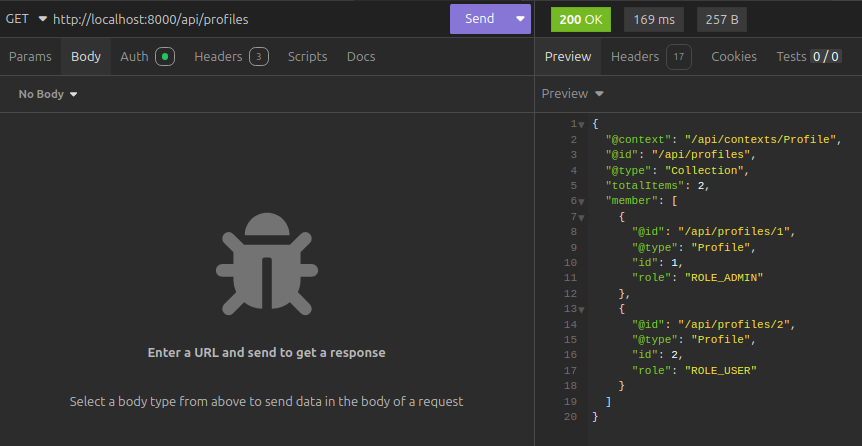 GET http://localhost:8000/api/profiles Send 200 OK 169 ms 257 B
Params Body Auth Headers 3 Scripts Docs Preview Headers 17 Cookies Tests 0 / 0
No Body Preview
Enter a URL and send to get a response
Select a body type from above to send data in the body of a request
1 {
2 "@context": "/api/contexts/Profile",
3 "@id": "/api/profiles",
4 "@type": "Collection",
5 "totalItems": 2,
6 "member": [
7 {
8 "@id": "/api/profiles/1",
9 "@type": "Profile",
10 "id": 1,
11 "role": "ROLE_ADMIN"
12 },
13 {
14 "@id": "/api/profiles/2",
15 "@type": "Profile",
16 "id": 2,
17 "role": "ROLE_USER"
18 }
19 ]
20 }